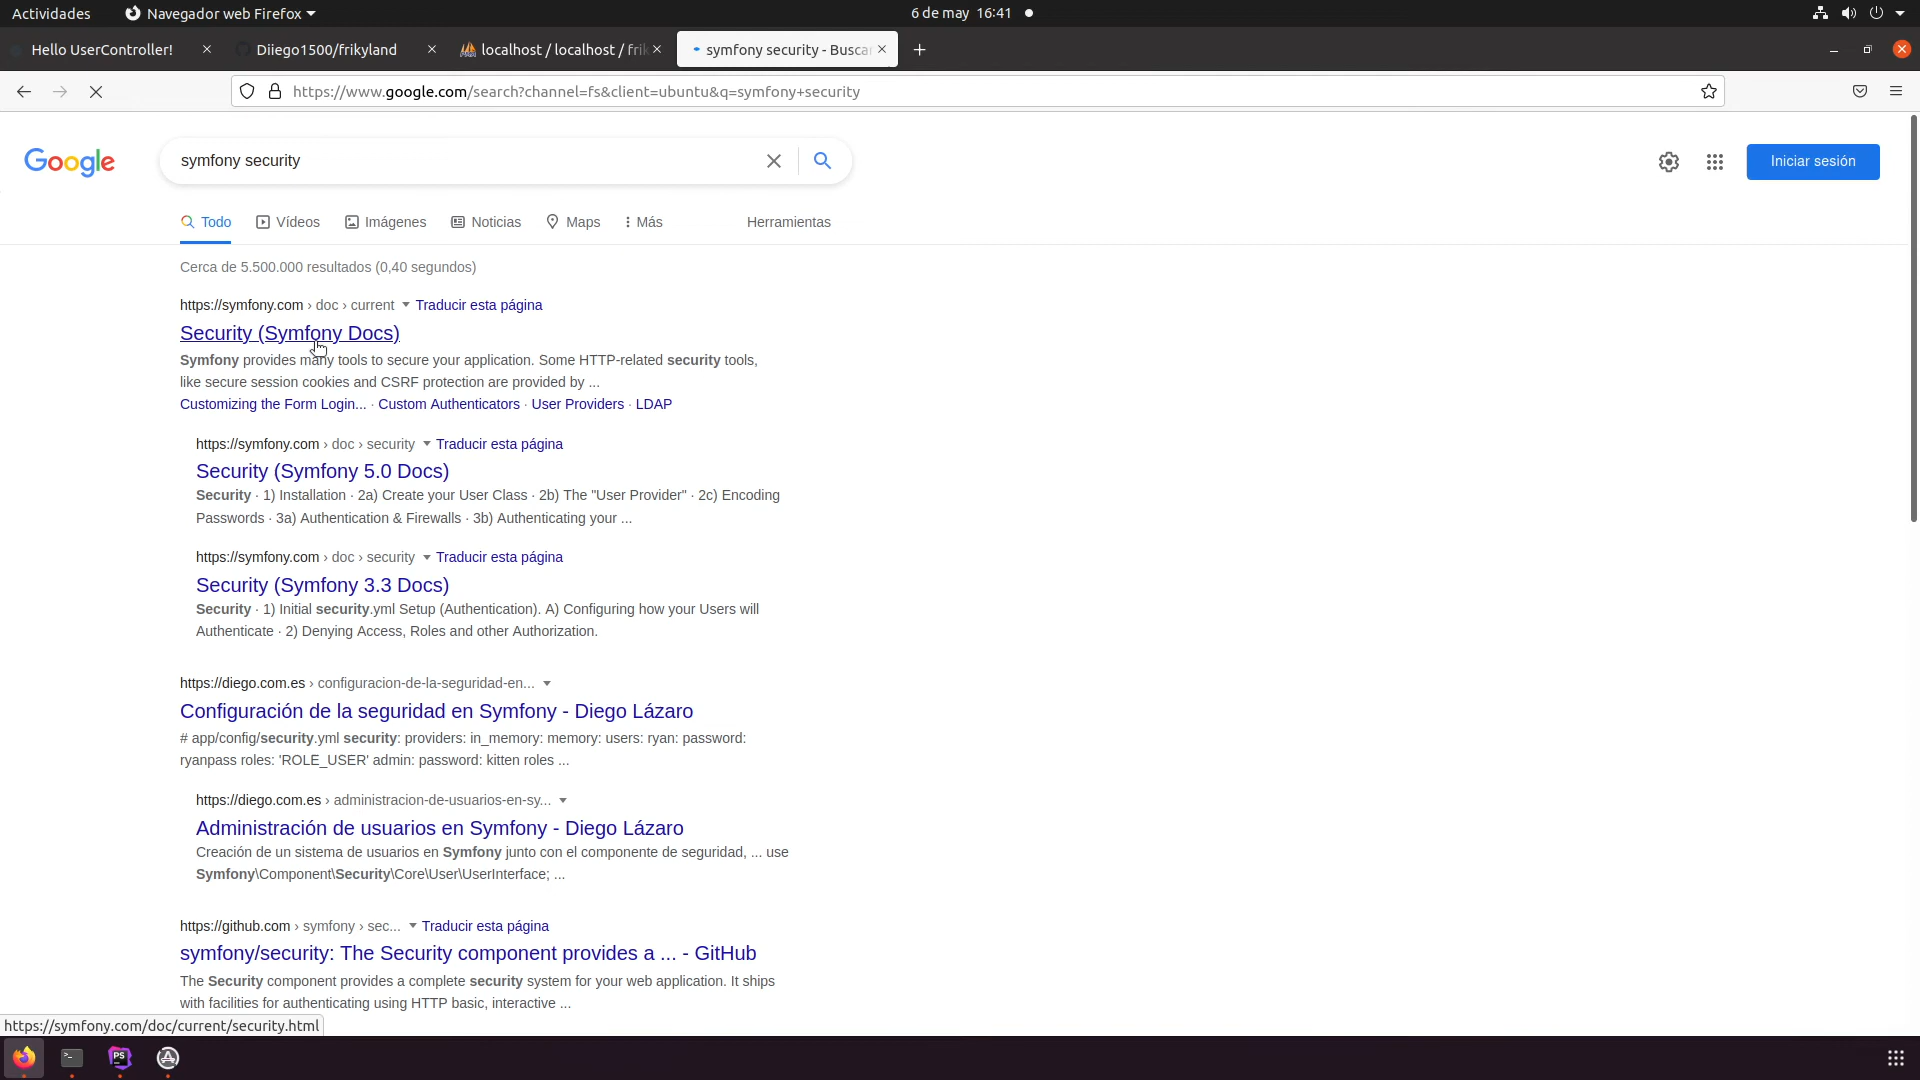 Actividades
Navegador web Firefox
6 de may 16:41
Hello UserController!
Diiego1500/frikyland
localhost / localhost / frik
symfony security - Busca
https://www.google.com/search?channel=fs&client=ubuntu&q=symfony+security
Google
symfony security
Iniciar sesión
Todo
Vídeos
Imágenes
Noticias
Maps
Más
Herramientas
Cerca de 5.500.000 resultados (0,40 segundos)
https://symfony.com › doc › current Traducir esta página
Security (Symfony Docs)
Symfony provides many tools to secure your application. Some HTTP-related security tools,
like secure session cookies and CSRF protection are provided by ...
Customizing the Form Login... · Custom Authenticators · User Providers · LDAP
https://symfony.com › doc › security Traducir esta página
Security (Symfony 5.0 Docs)
Security · 1) Installation · 2a) Create your User Class · 2b) The "User Provider" · 2c) Encoding
Passwords · 3a) Authentication & Firewalls · 3b) Authenticating your ...
https://symfony.com › doc › security Traducir esta página
Security (Symfony 3.3 Docs)
Security · 1) Initial security.yml Setup (Authentication). A) Configuring how your Users will
Authenticate · 2) Denying Access, Roles and other Authorization.
https://diego.com.es › configuracion-de-la-seguridad-en...
Configuración de la seguridad en Symfony - Diego Lázaro
# app/config/security.yml security: providers: in_memory: memory: users: ryan: password:
ryanpass roles: 'ROLE_USER' admin: password: kitten roles ...
https://diego.com.es › administracion-de-usuarios-en-sy...
Administración de usuarios en Symfony - Diego Lázaro
Creación de un sistema de usuarios en Symfony junto con el componente de seguridad, ... use
Symfony\Component\Security\Core\User\UserInterface; ...
https://github.com › symfony › sec... Traducir esta página
symfony/security: The Security component provides a ... - GitHub
The Security component provides a complete security system for your web application. It ships
with facilities for authenticating using HTTP basic, interactive ...
https://symfony.com/doc/current/security.html
PS